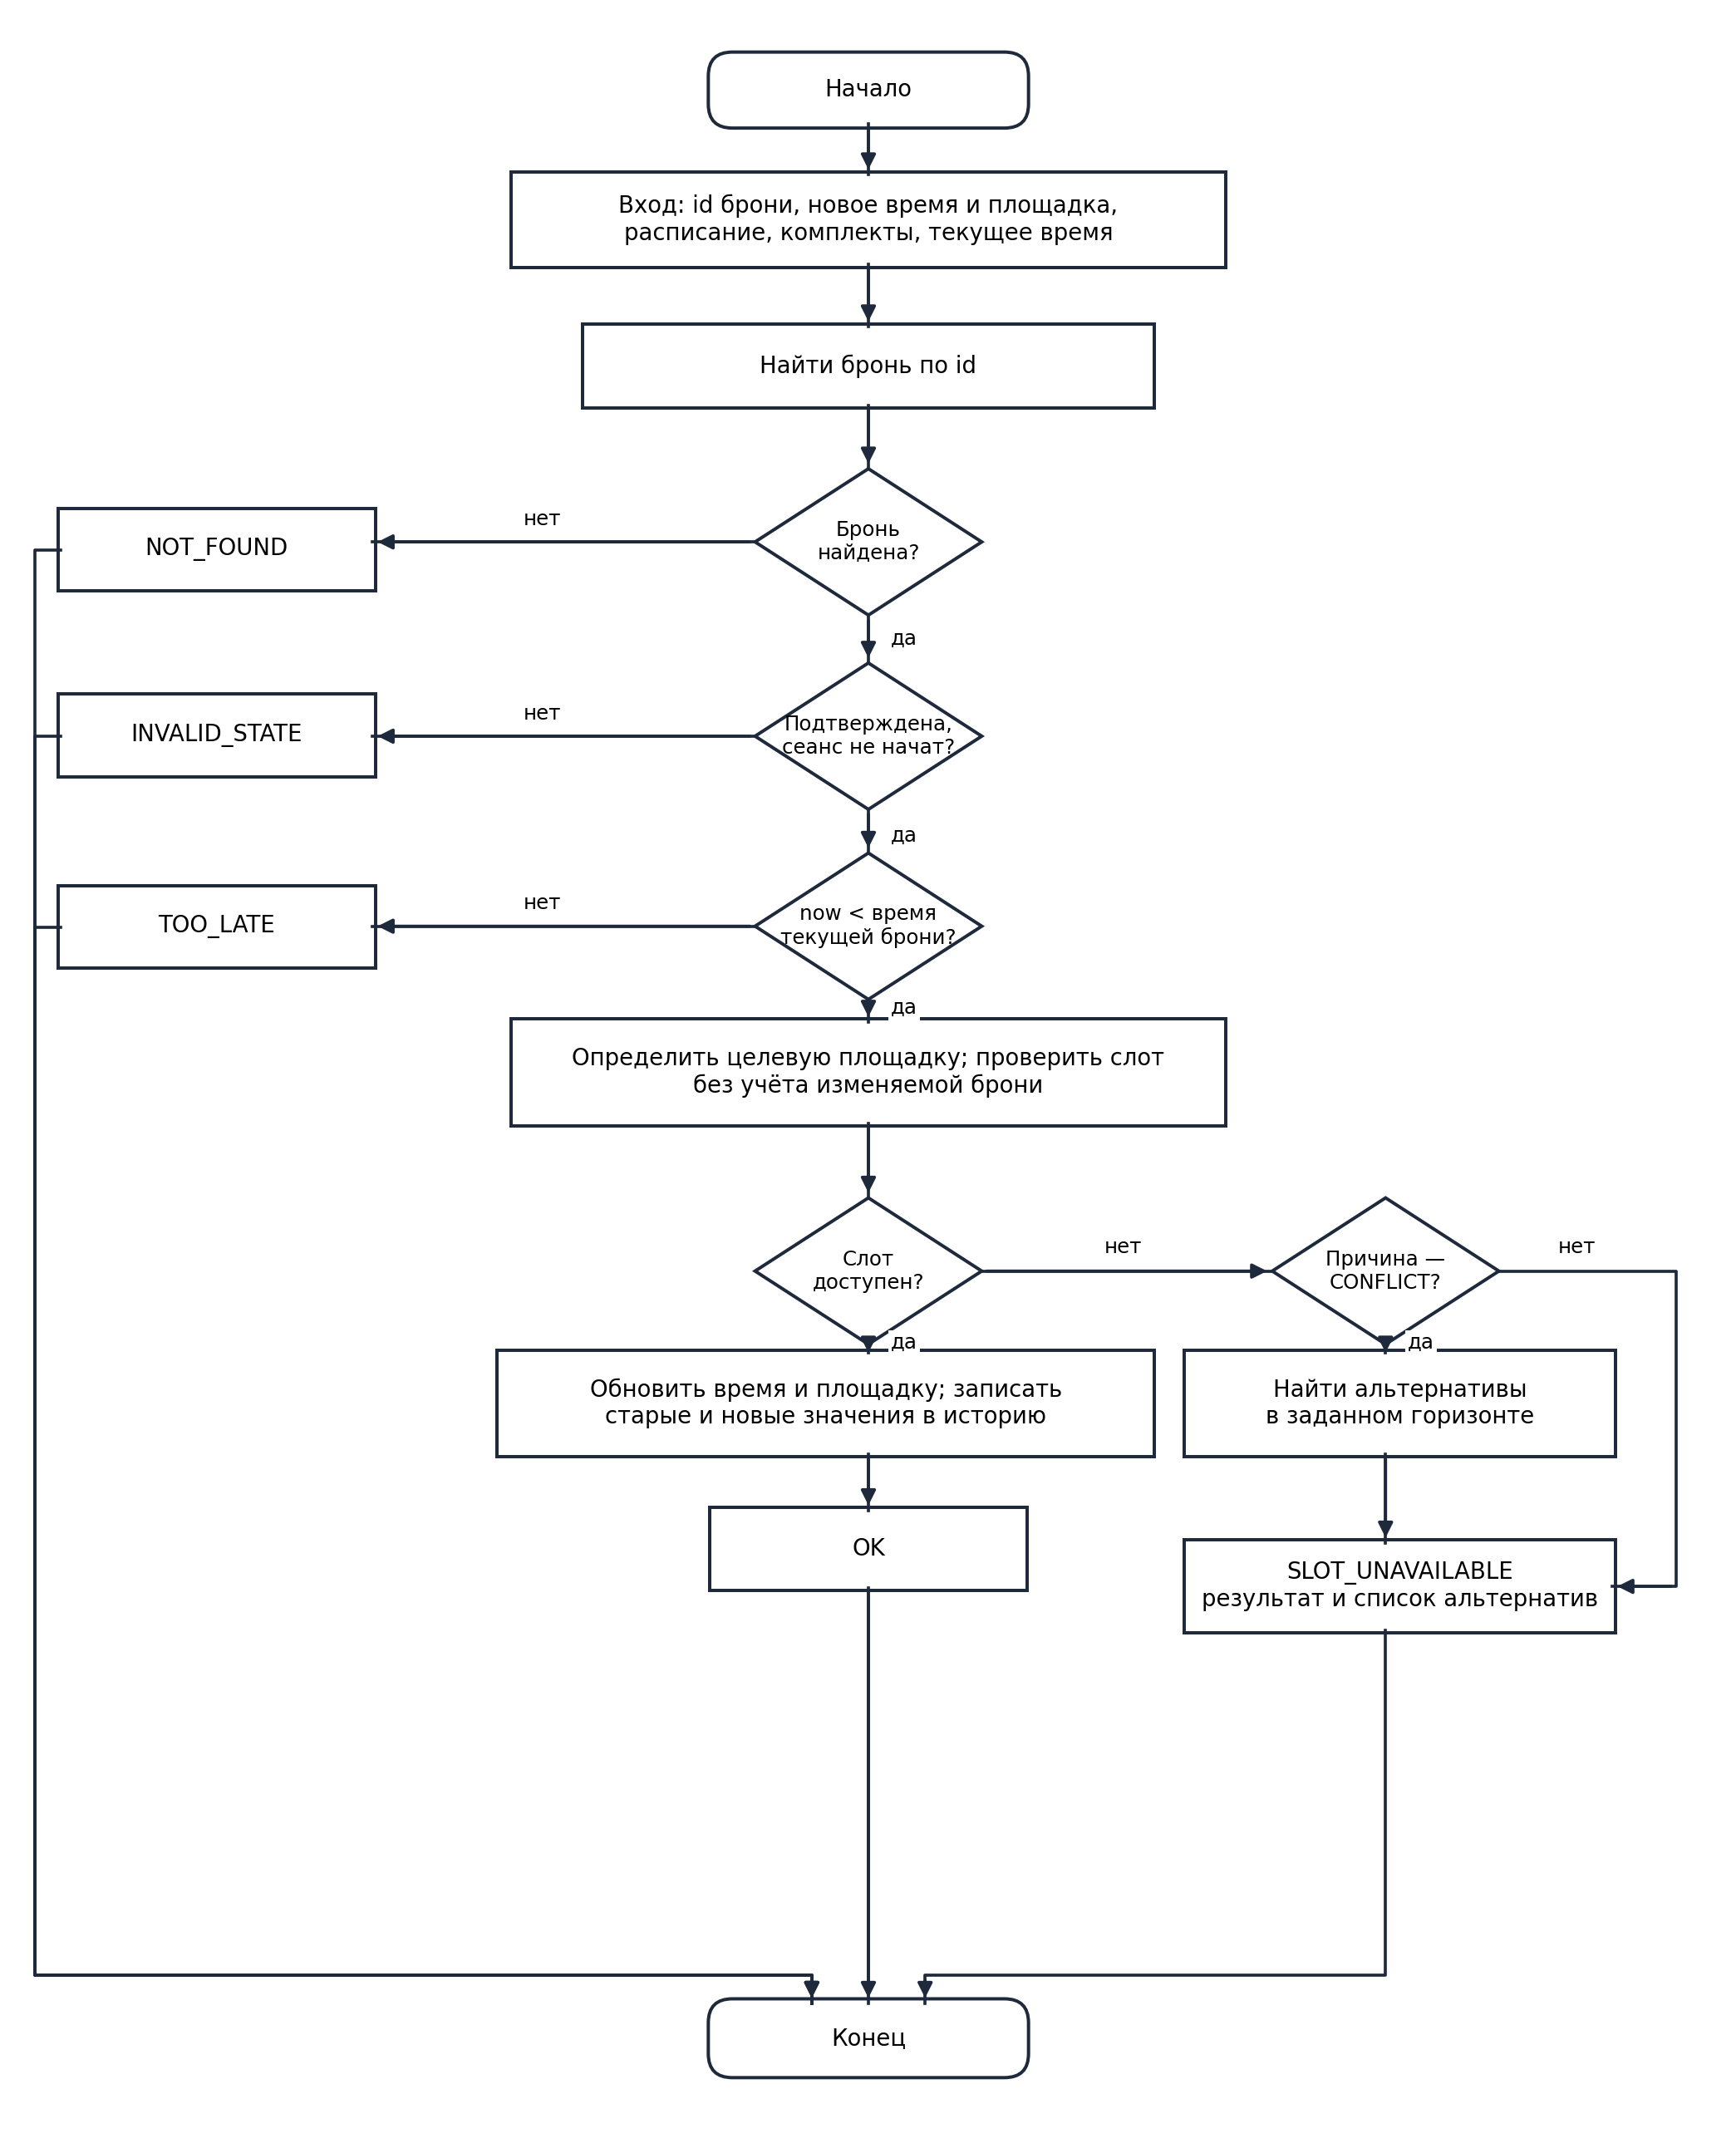 Начало
Вход: id брони, новое время и площадка,
расписание, комплекты, текущее время
Найти бронь по id
Бронь
найдена?
нет
NOT_FOUND
да
Подтверждена,
сеанс не начат?
нет
INVALID_STATE
да
now < время
текущей брони?
нет
TOO_LATE
да
Определить целевую площадку; проверить слот
без учёта изменяемой брони
Слот
доступен?
нет
Причина —
CONFLICT?
нет
да
да
Обновить время и площадку; записать
старые и новые значения в историю
Найти альтернативы
в заданном горизонте
OK
SLOT_UNAVAILABLE
результат и список альтернатив
Конец